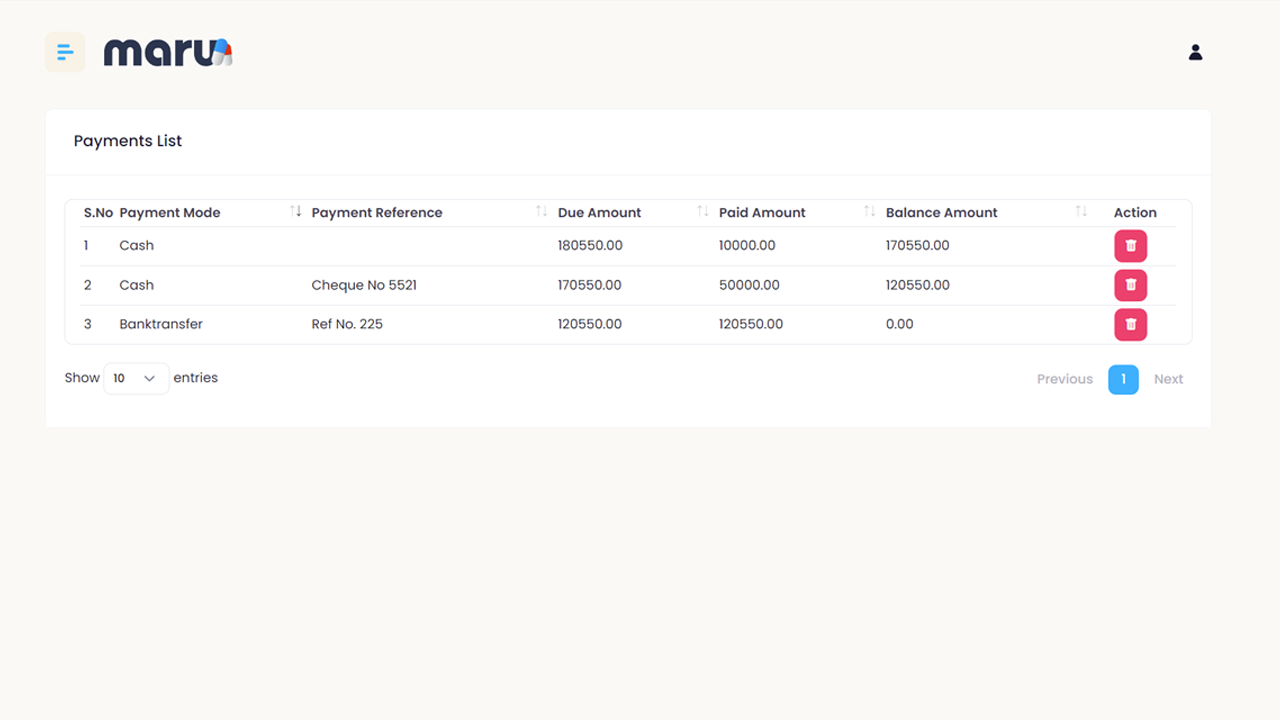 maru
Payments List
S.No Payment Mode Payment Reference Due Amount Paid Amount Balance Amount Action
1 Cash 180550.00 10000.00 170550.00
2 Cash Cheque No 5521 170550.00 50000.00 120550.00
3 Banktransfer Ref No. 225 120550.00 120550.00 0.00
Show 10 entries Previous 1 Next